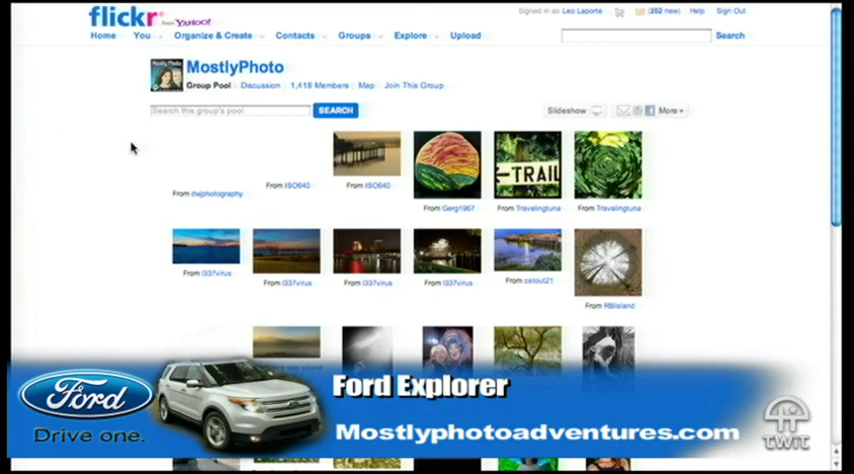 flickr from YAHOO!
Signed in as Leo Laporte (202 new) Help Sign Out
Home You Organize & Create Contacts Groups Explore Upload Search
MostlyPhoto
Group Pool Discussion 1,418 Members Map Join This Group
Search this group's pool SEARCH Slideshow More
TRAIL
From dwjphotography From ISO640 From ISO640 From Gerg1967 From Travelingtuna From Travelingtuna
From l337virus From l337virus From l337virus From l337virus From cstout21 From RBIsland
Ford
Drive one.
Ford Explorer
Mostlyphotoadventures.com
TWiT